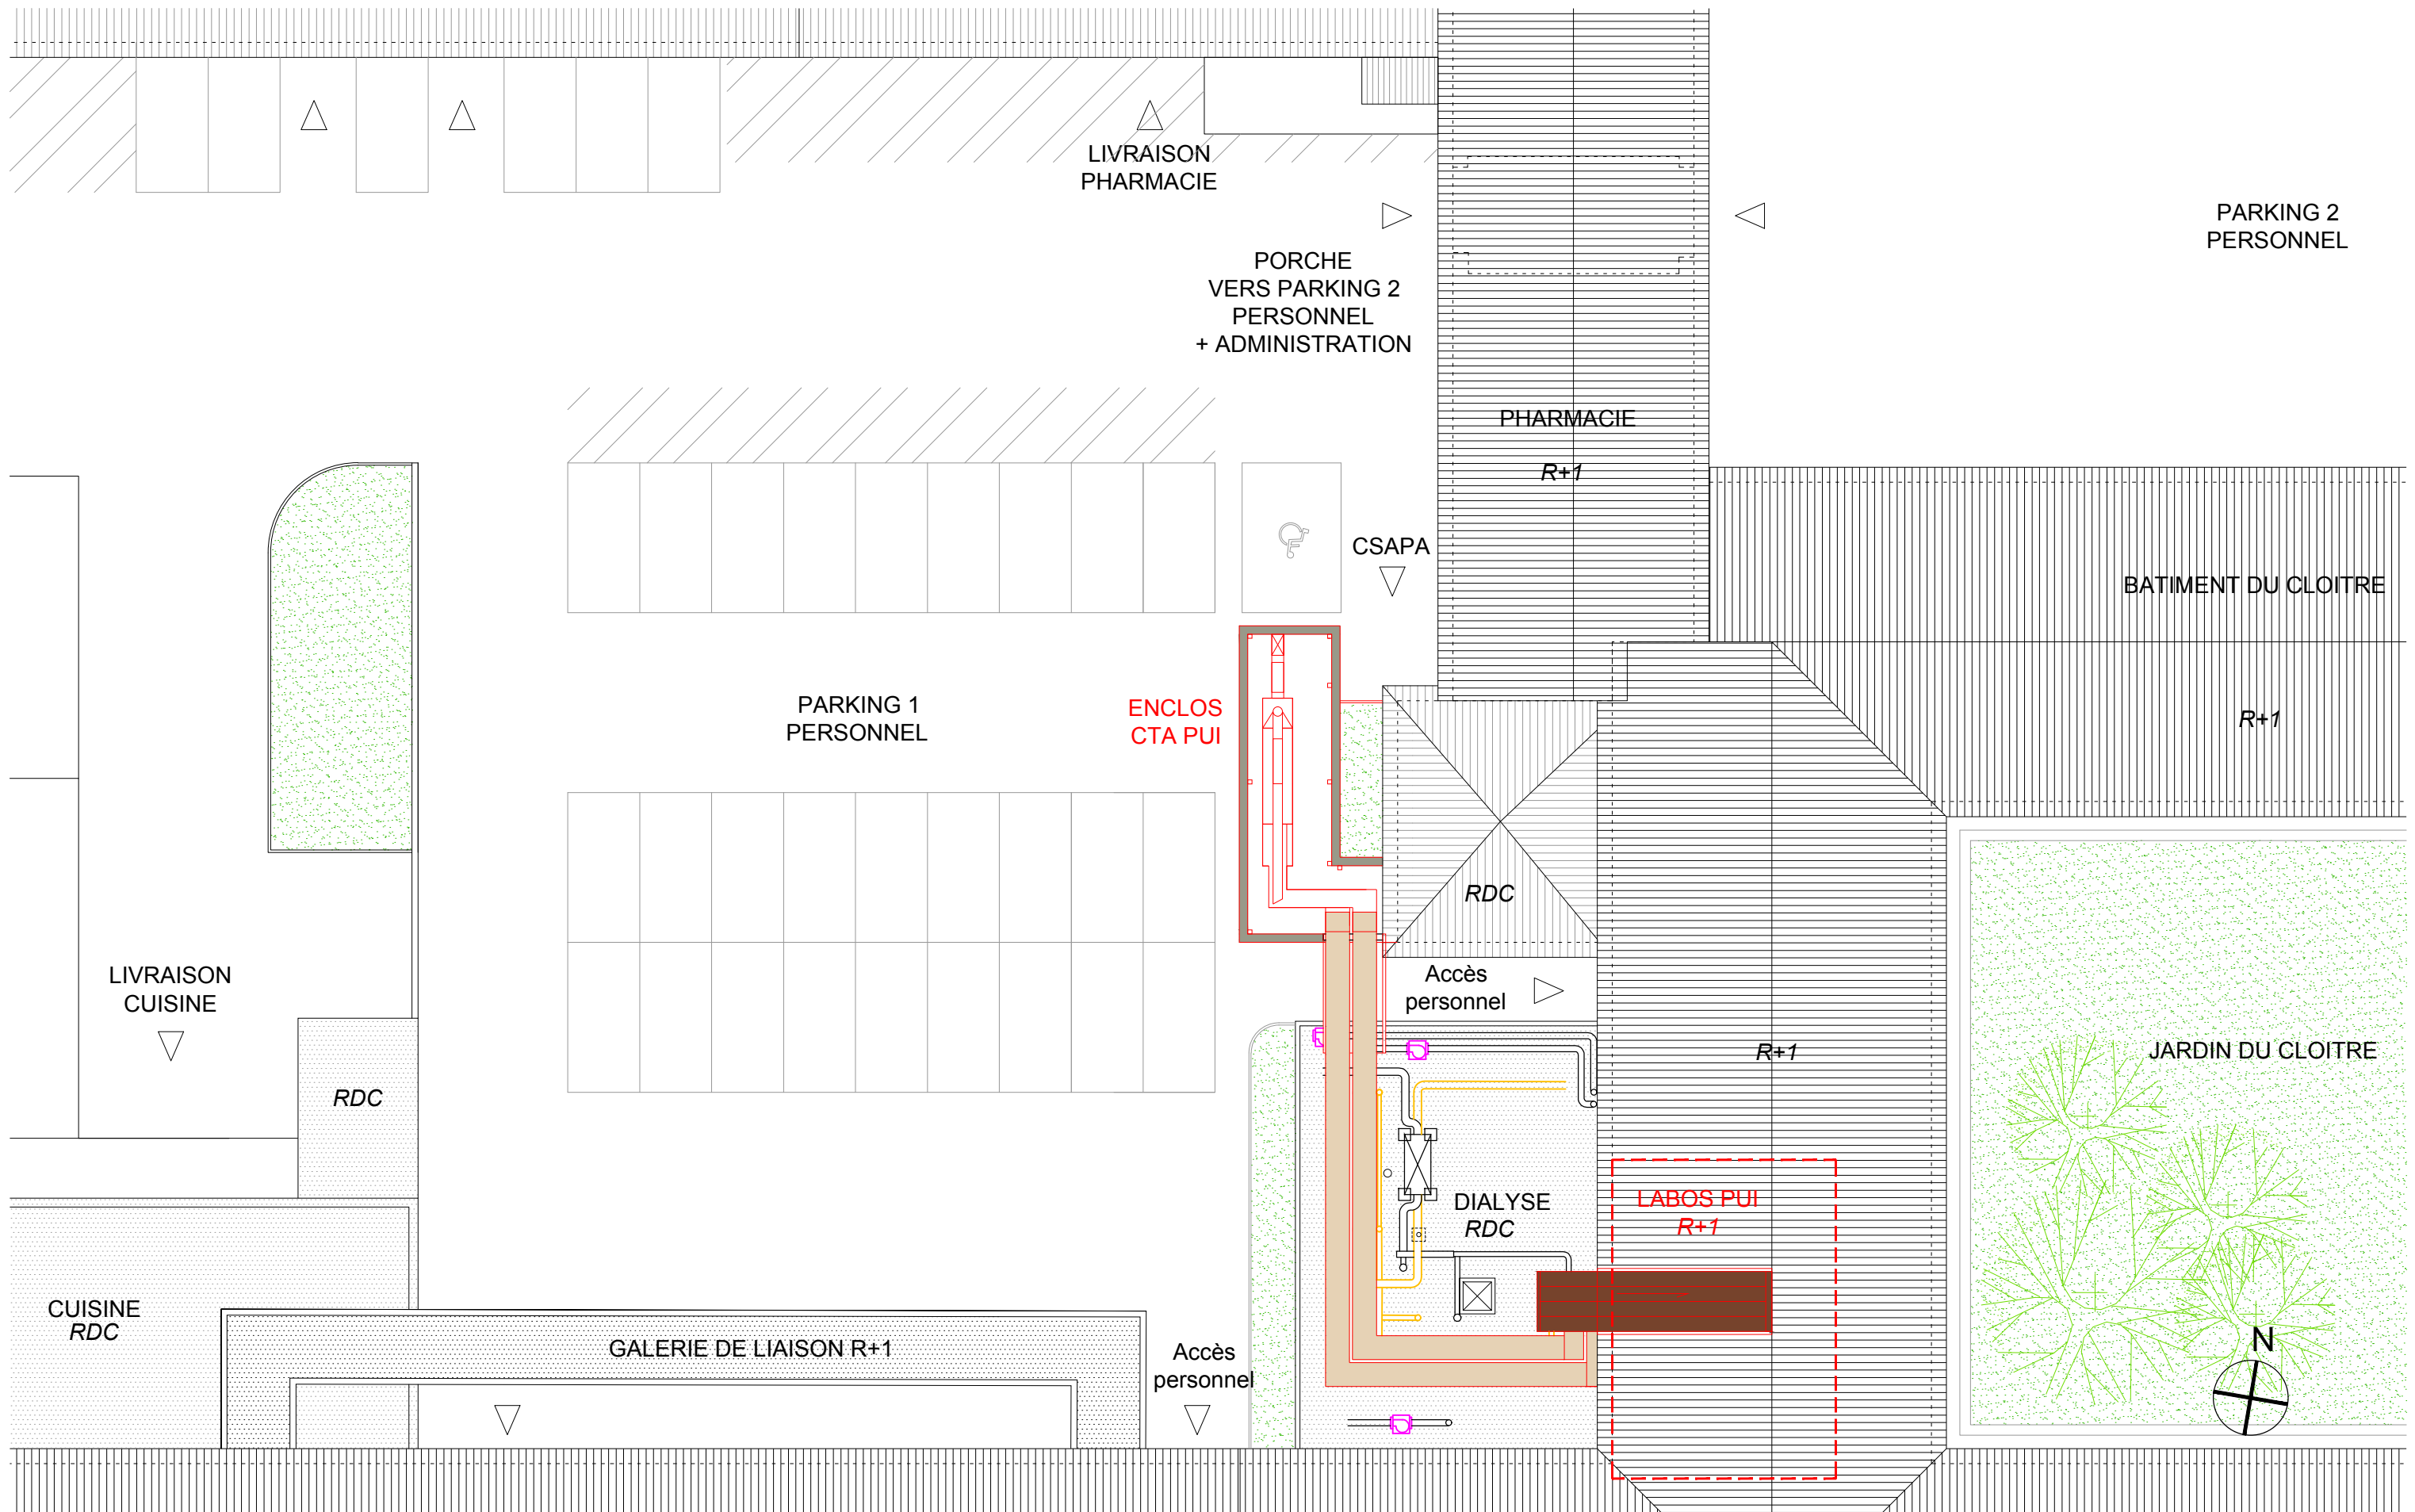 LIVRAISON
PHARMACIE
PARKING 2
PERSONNEL
PORCHE
VERS PARKING 2
PERSONNEL
+ ADMINISTRATION
PHARMACIE
R+1
CSAPA
BATIMENT DU CLOITRE
R+1
PARKING 1
PERSONNEL
ENCLOS
CTA PUI
RDC
LIVRAISON
CUISINE
Accès
personnel
R+1
JARDIN DU CLOITRE
RDC
DIALYSE
RDC
LABOS PUI
R+1
CUISINE
RDC
GALERIE DE LIAISON R+1
Accès
personnel
N